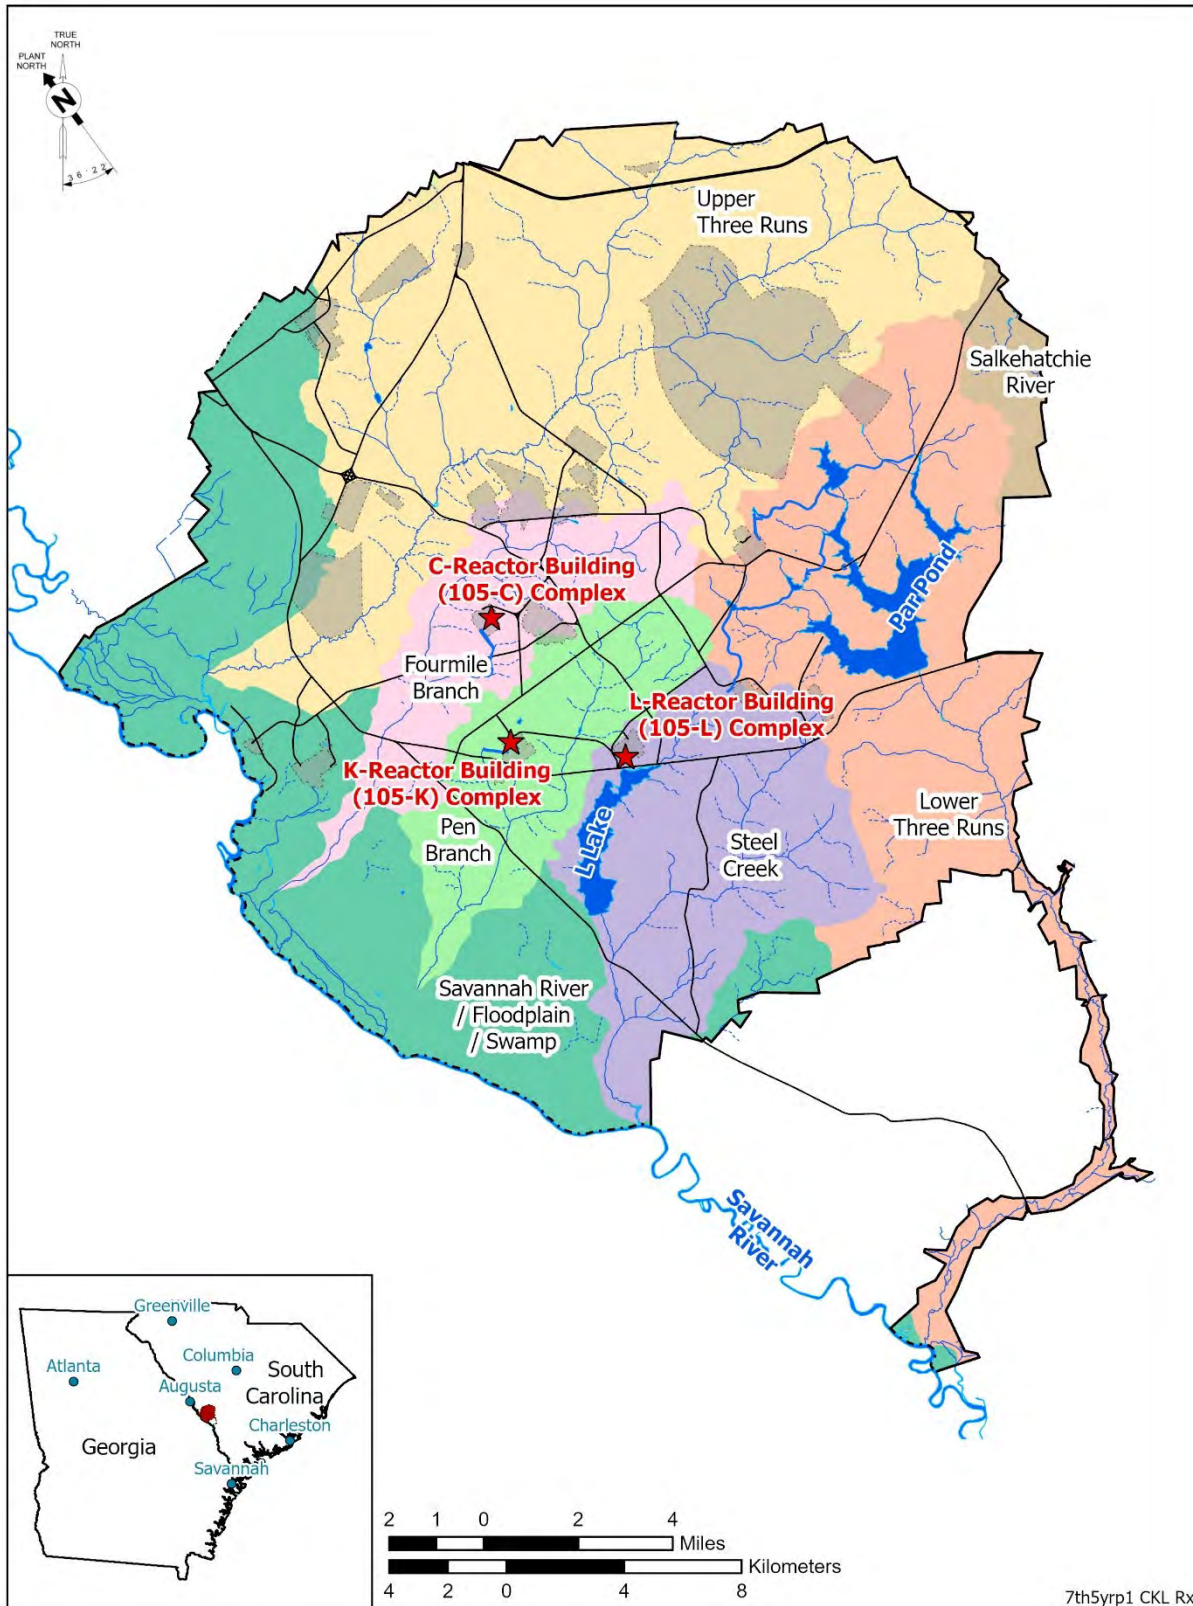 TRUE
NORTH
PLANT
NORTH
N
36°22'
Upper
Three Runs
Salkehatchie
River
C-Reactor Building
(105-C) Complex
Par Pond
Fourmile
Branch
L-Reactor Building
(105-L) Complex
K-Reactor Building
(105-K) Complex
Pen
Branch
L Lake
Steel
Creek
Lower
Three Runs
Savannah River
/ Floodplain
/ Swamp
Savannah
River
Greenville
Atlanta
Columbia
South
Carolina
Augusta
Charleston
Georgia
Savannah
2 1 0 2 4
Miles
Kilometers
4 2 0 4 8
7th5yrp1 CKL Rx